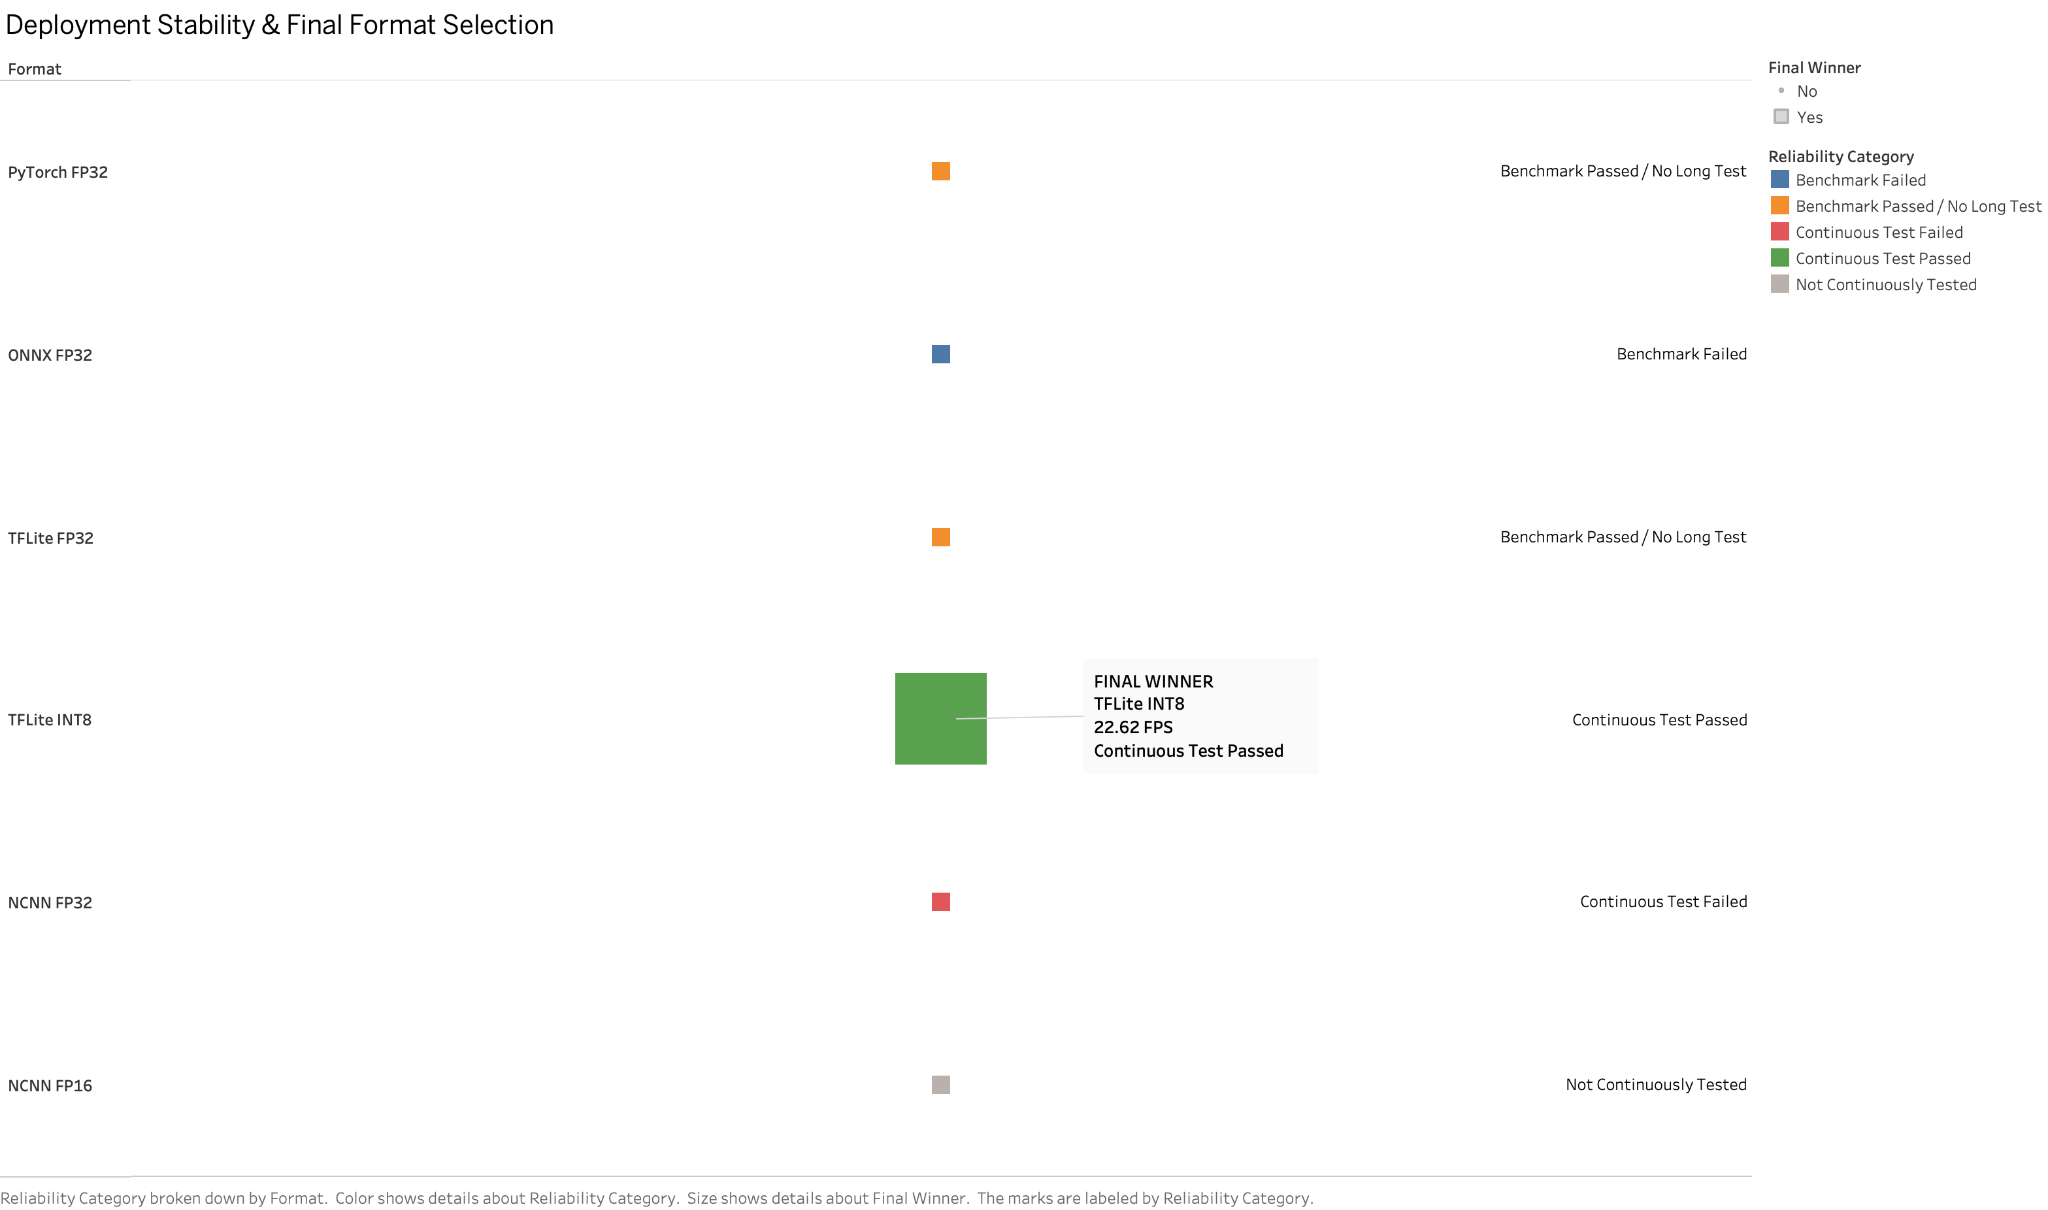 Deployment Stability & Final Format Selection
Format
PyTorch FP32
Benchmark Passed / No Long Test
ONNX FP32
Benchmark Failed
TFLite FP32
Benchmark Passed / No Long Test
TFLite INT8
FINAL WINNER
TFLite INT8
22.62 FPS
Continuous Test Passed
Continuous Test Passed
NCNN FP32
Continuous Test Failed
NCNN FP16
Not Continuously Tested
Final Winner
No
Yes
Reliability Category
Benchmark Failed
Benchmark Passed / No Long Test
Continuous Test Failed
Continuous Test Passed
Not Continuously Tested
Reliability Category broken down by Format. Color shows details about Reliability Category. Size shows details about Final Winner. The marks are labeled by Reliability Category.